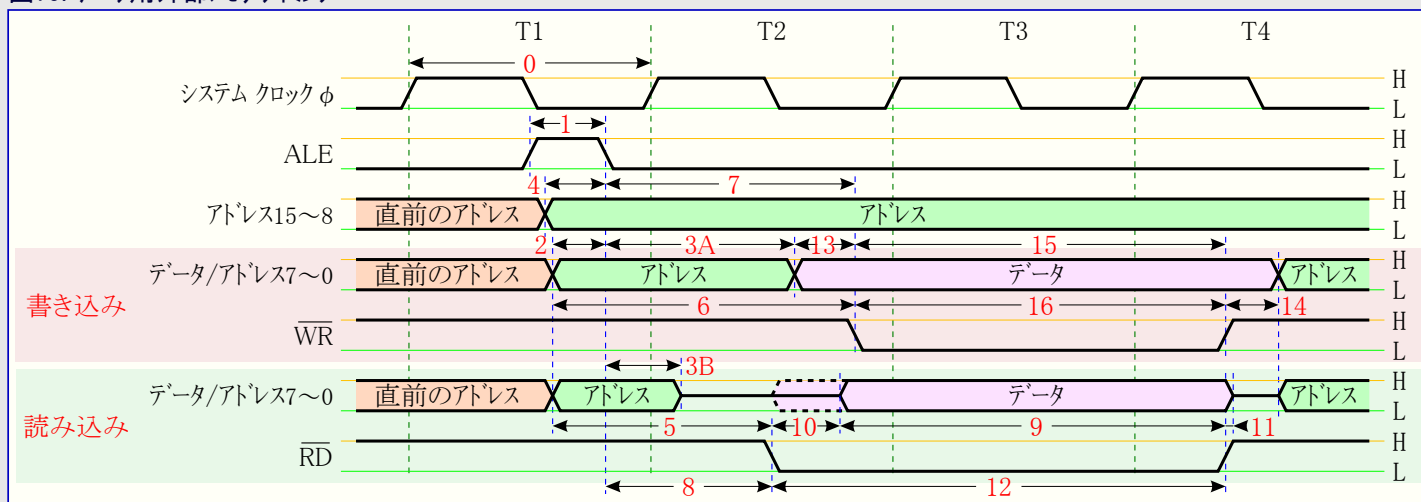 T1 T2 T3 T4
0
システム クロック φ H
L
1
ALE H
L
4 7
アドレス15～8 直前のアドレス アドレス H
L
2 3A 13 15
データ/アドレス7～0 直前のアドレス アドレス データ アドレス H
L
書き込み 6 16 14
WR H
L
3B
データ/アドレス7～0 直前のアドレス アドレス データ アドレス H
L
読み込み 5 10 9 11
RD H
L
8 12